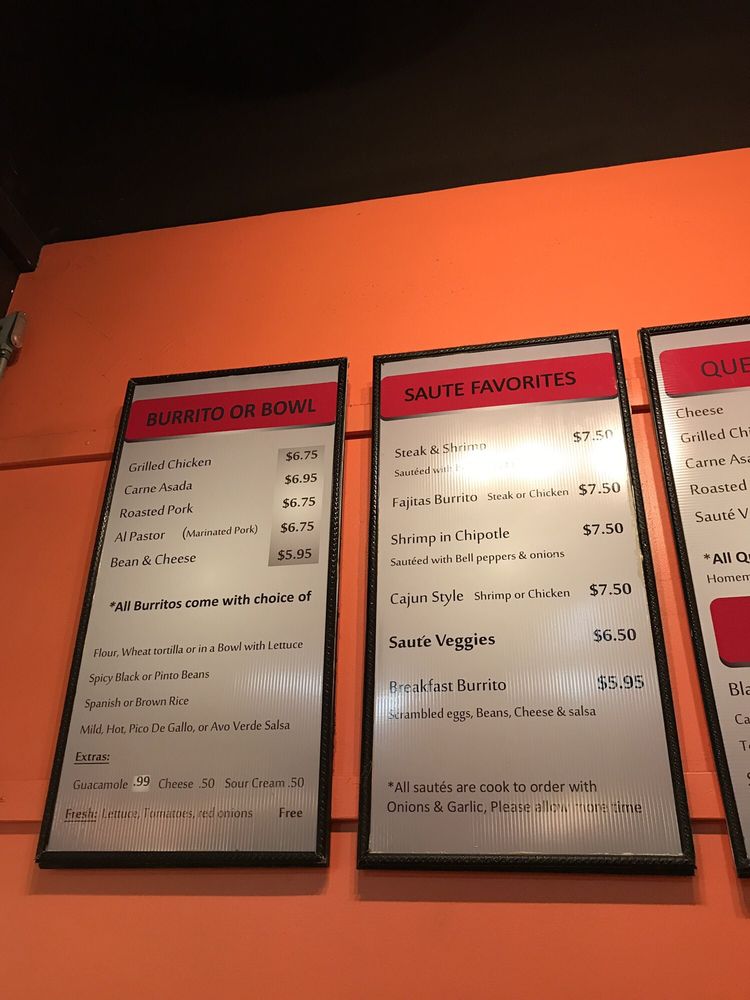 BURRITO OR BOWL
Grilled Chicken $6.75
Carne Asada $6.95
Roasted Pork $6.75
Al Pastor (Marinated Pork) $6.75
Bean & Cheese $5.95
*All Burritos come with choice of
Flour, Wheat tortilla or in a Bowl with Lettuce
Spicy Black or Pinto Beans
Spanish or Brown Rice
Mild, Hot, Pico De Gallo, or Avo Verde Salsa
Extras:
Guacamole .99 Cheese .50 Sour Cream .50
Fresh: Lettuce, Tomatoes, red onions Free
SAUTE FAVORITES
Steak & Shrimp $7.50
Sautéed with
Fajitas Burrito Steak or Chicken $7.50
Shrimp in Chipotle $7.50
Sautéed with Bell peppers & onions
Cajun Style Shrimp or Chicken $7.50
Sauté Veggies $6.50
Breakfast Burrito $5.95
Scrambled eggs, Beans, Cheese & salsa
*All sautés are cook to order with
Onions & Garlic, Please allow more time
QUE
Cheese
Grilled Chi
Carne Asa
Roasted
Sauté V
*All Qu
Homem
Bla
Ca